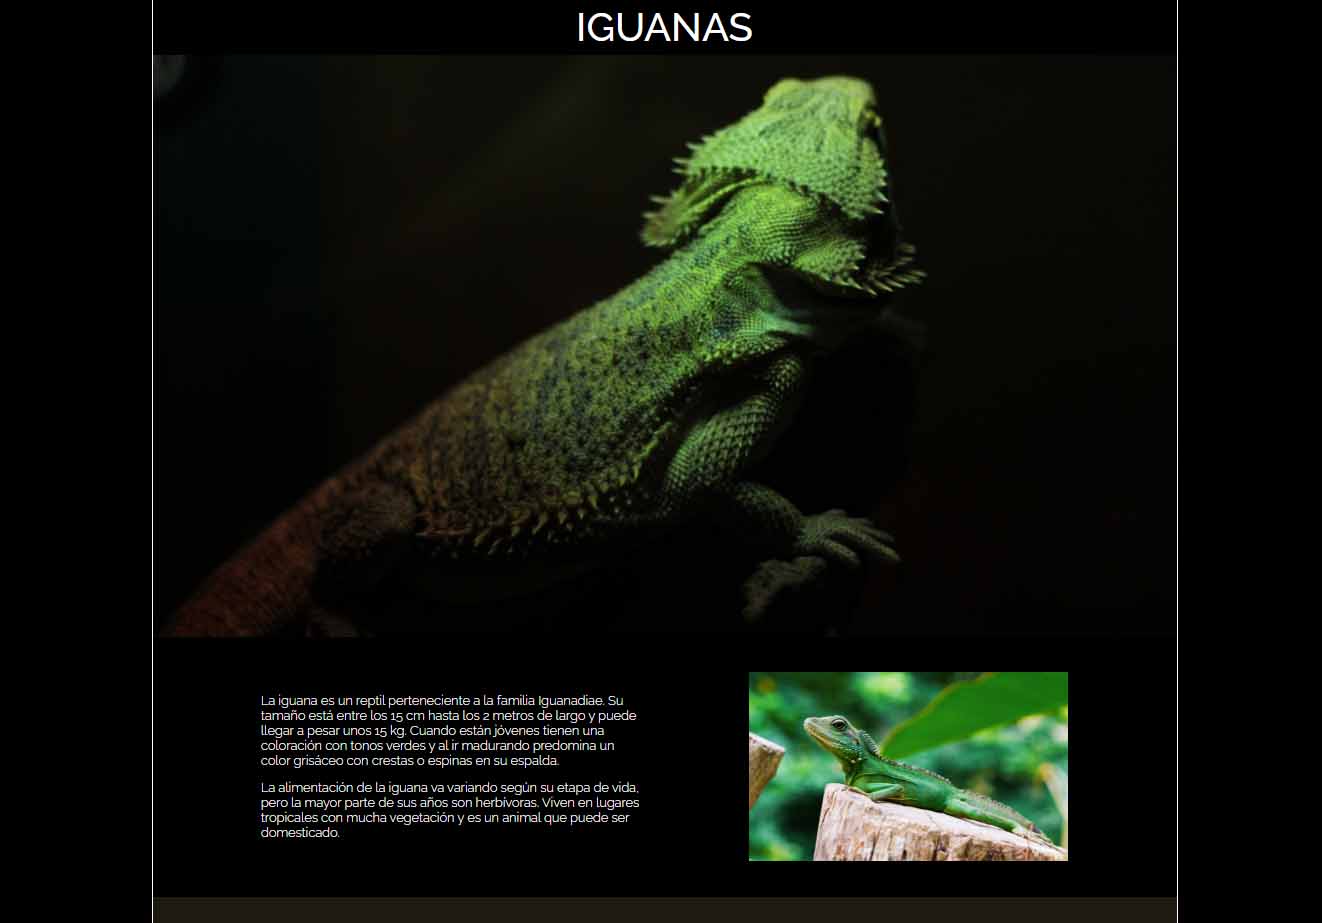 IGUANAS
La iguana es un reptil perteneciente a la familia Iguanadiae. Su
tamaño está entre los 15 cm hasta los 2 metros de largo y puede
llegar a pesar unos 15 kg. Cuando están jóvenes tienen una
coloración con tonos verdes y al ir madurando predomina un
color grisáceo con crestas o espinas en su espalda.
La alimentación de la iguana va variando según su etapa de vida,
pero la mayor parte de sus años son herbívoras. Viven en lugares
tropicales con mucha vegetación y es un animal que puede ser
domesticado.